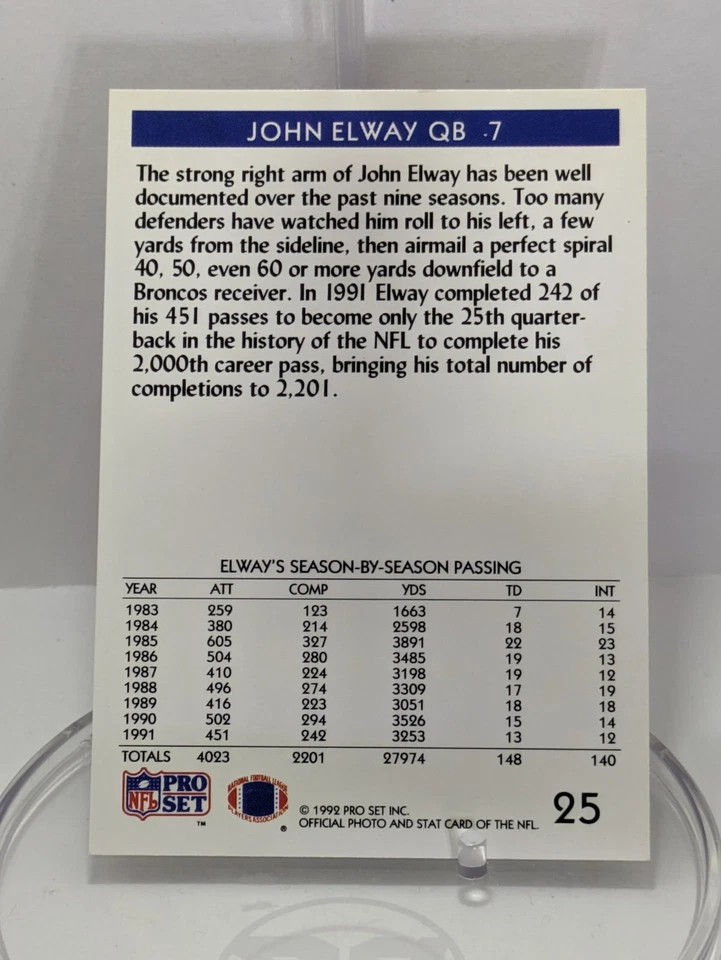 JOHN ELWAY QB · 7
The strong right arm of John Elway has been well
documented over the past nine seasons. Too many
defenders have watched him roll to his left, a few
yards from the sideline, then airmail a perfect spiral
40, 50, even 60 or more yards downfield to a
Broncos receiver. In 1991 Elway completed 242 of
his 451 passes to become only the 25th quarter-
back in the history of the NFL to complete his
2,000th career pass, bringing his total number of
completions to 2,201.
ELWAY'S SEASON-BY-SEASON PASSING
YEAR ATT COMP YDS TD INT
1983 259 123 1663 7 14
1984 380 214 2598 18 15
1985 605 327 3891 22 23
1986 504 280 3485 19 13
1987 410 224 3198 19 12
1988 496 274 3309 17 19
1989 416 223 3051 18 18
1990 502 294 3526 15 14
1991 451 242 3253 13 12
TOTALS 4023 2201 27974 148 140
NFL PRO SET ™
NATIONAL FOOTBALL LEAGUE PLAYERS ASSOCIATION ®
© 1992 PRO SET INC.
OFFICIAL PHOTO AND STAT CARD OF THE NFL.
25